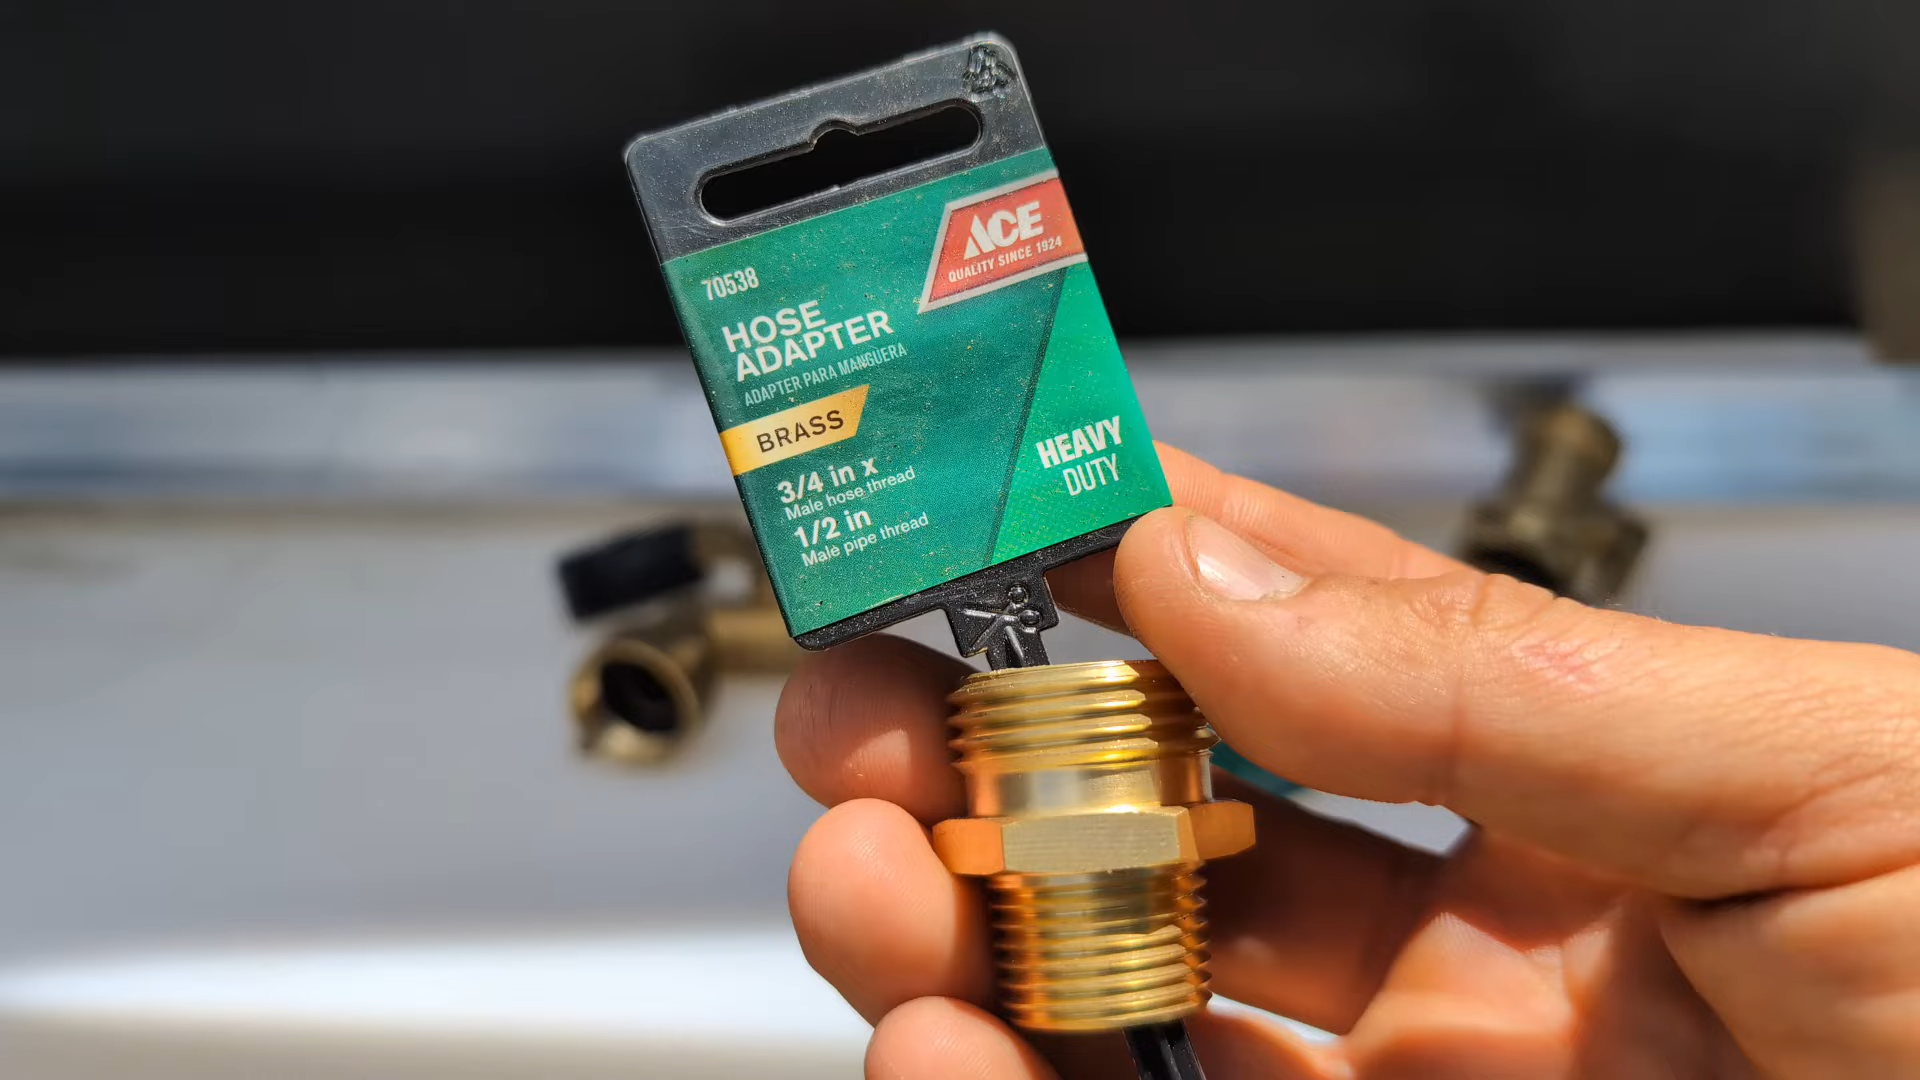 ACE
QUALITY SINCE 1924
70538
HOSE
ADAPTER
ADAPTER PARA MANGUERA
BRASS
3/4 in x
Male hose thread
1/2 in
Male pipe thread
HEAVY
DUTY